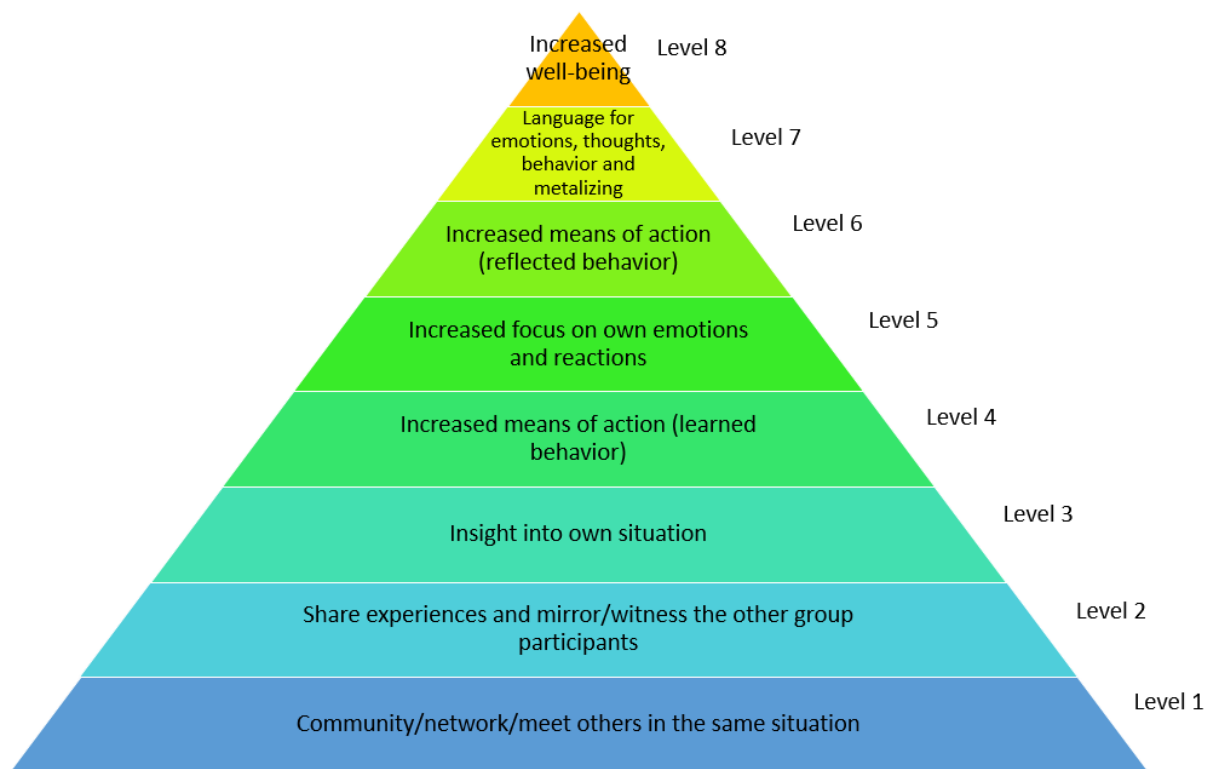 Increased
well-being
Level 8
Language for
emotions, thoughts,
behavior and
metalizing
Level 7
Increased means of action
(reflected behavior)
Level 6
Increased focus on own emotions
and reactions
Level 5
Increased means of action (learned
behavior)
Level 4
Insight into own situation
Level 3
Share experiences and mirror/witness the other group
participants
Level 2
Community/network/meet others in the same situation
Level 1